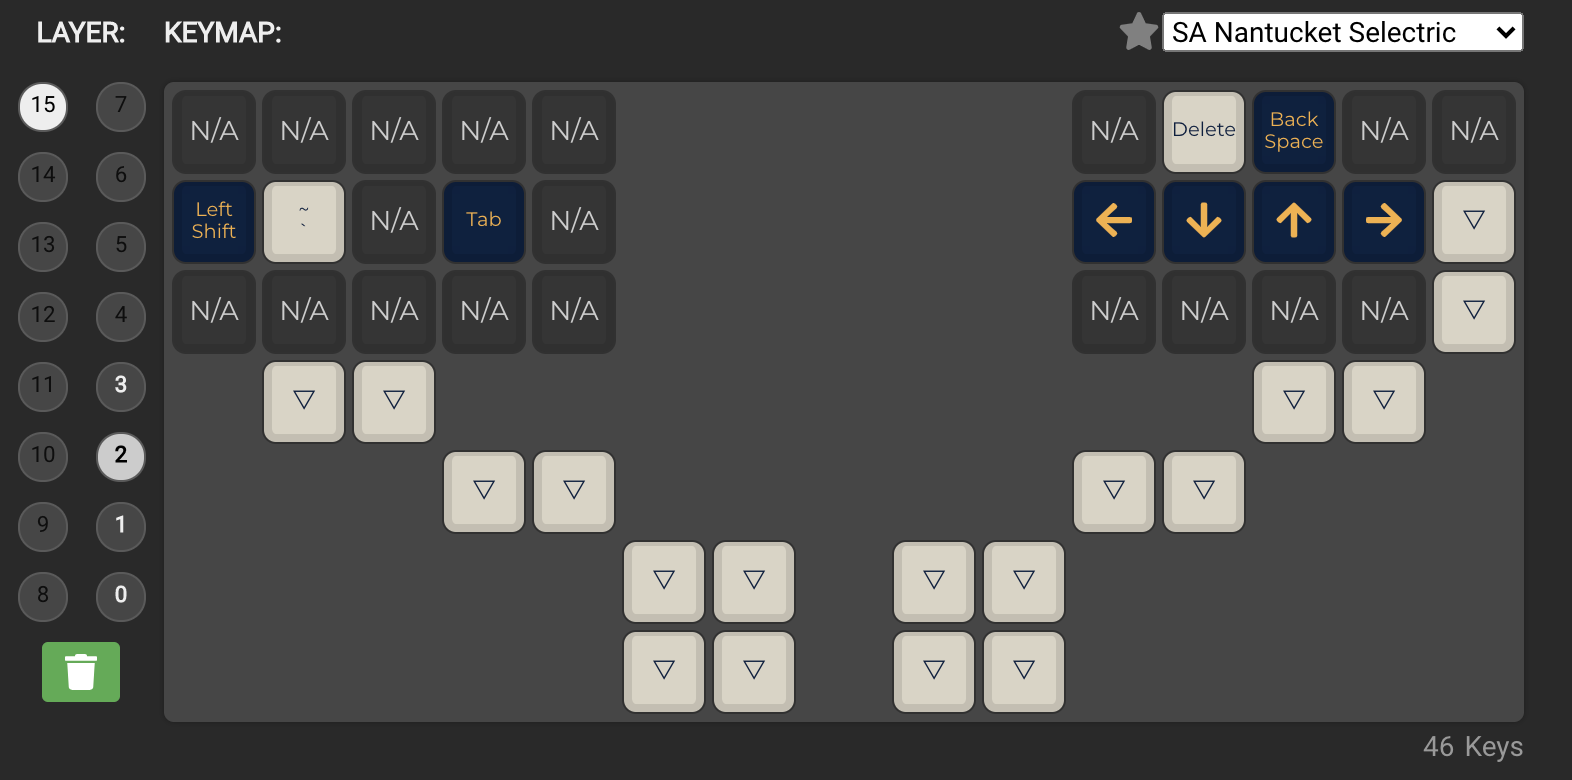 LAYER: KEYMAP: SA Nantucket Selectric
15 7 N/A N/A N/A N/A N/A N/A Delete Back Space N/A N/A
14 6 Left Shift ~ ` N/A Tab N/A ← ↓ ↑ → ▽
13 5
12 4 N/A N/A N/A N/A N/A N/A N/A N/A N/A ▽
11 3 ▽ ▽ ▽ ▽
10 2 ▽ ▽ ▽ ▽
9 1
8 0 ▽ ▽ ▽ ▽
▽ ▽ ▽ ▽
46 Keys